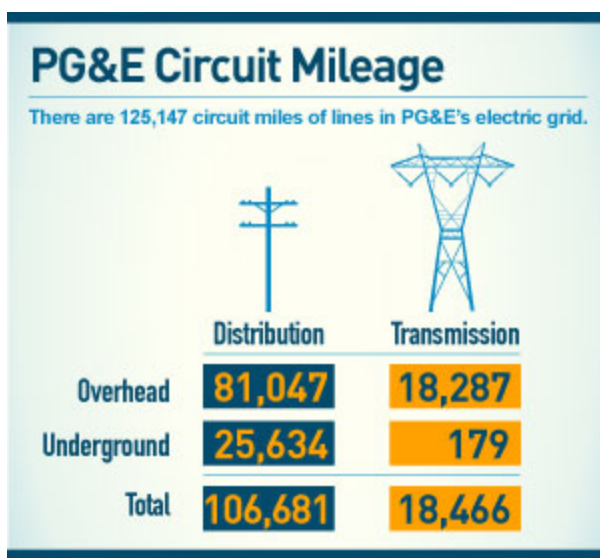 PG&E Circuit Mileage
There are 125,147 circuit miles of lines in PG&E's electric grid.
Distribution Transmission
Overhead 81,047 18,287
Underground 25,634 179
Total 106,681 18,466